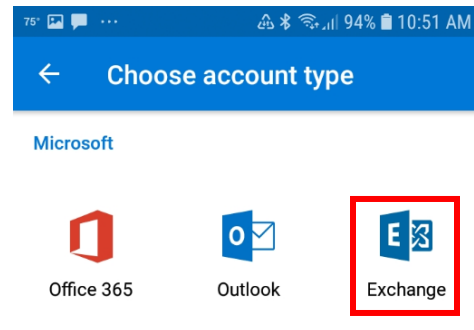 75° ... 94% 10:51 AM
Choose account type
Microsoft
O E
Office 365 Outlook Exchange